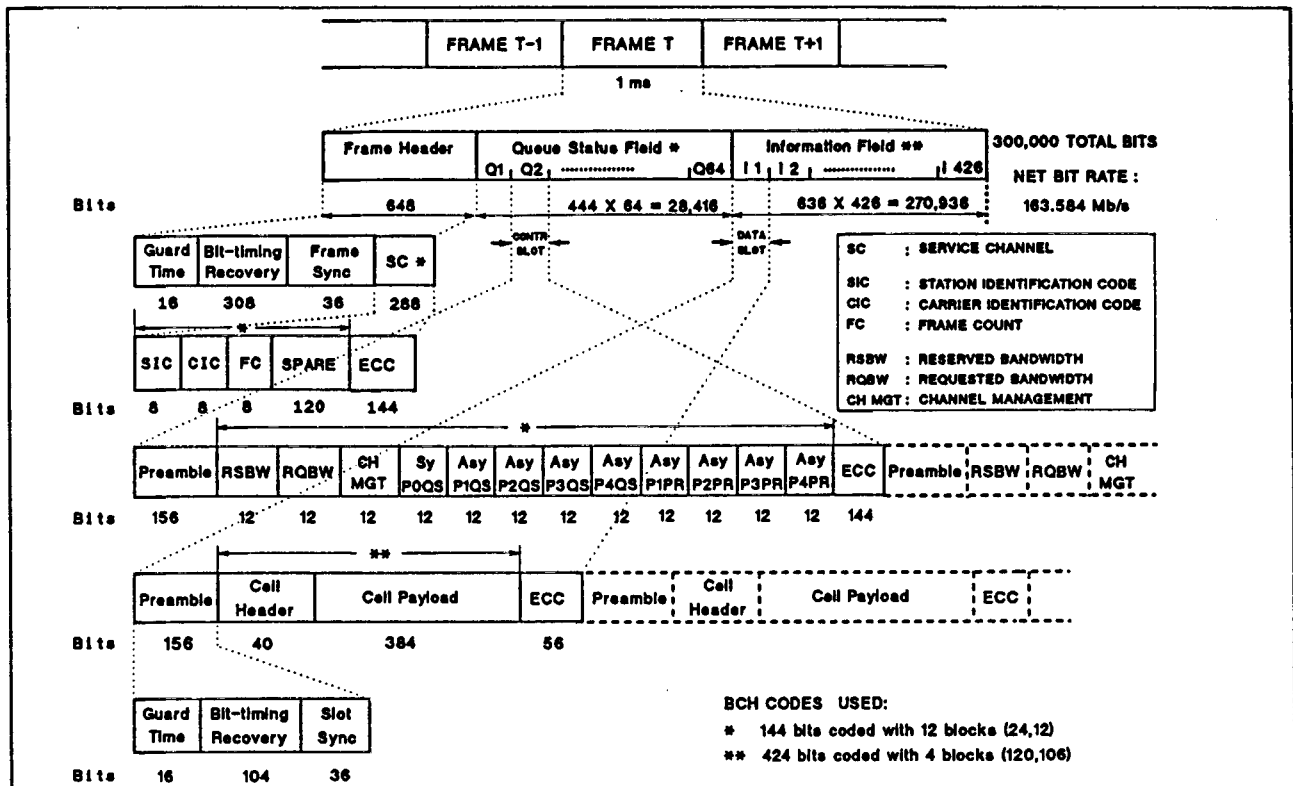 FRAME T-1 FRAME T FRAME T+1
1 ms
Frame Header Queue Status Field * Information Field ** 300,000 TOTAL BITS
Q1 Q2 ................ Q64 I 1 I 2 ................ I 426
NET BIT RATE :
Bits 648 444 X 64 = 28,416 636 X 426 = 270,936 163.584 Mb/s
CONTR SLOT
DATA SLOT
Guard Time Bit-timing Recovery Frame Sync SC *
16 308 36 288
SC : SERVICE CHANNEL
SIC : STATION IDENTIFICATION CODE
CIC : CARRIER IDENTIFICATION CODE
FC : FRAME COUNT
RSBW : RESERVED BANDWIDTH
RQBW : REQUESTED BANDWIDTH
CH MGT : CHANNEL MANAGEMENT
*
SIC CIC FC SPARE ECC
Bits 8 8 8 120 144
*
Preamble RSBW RQBW CH MGT Sy P0QS Asy P1QS Asy P2QS Asy P3QS Asy P4QS Asy P1PR Asy P2PR Asy P3PR Asy P4PR ECC Preamble RSBW RQBW CH MGT
Bits 156 12 12 12 12 12 12 12 12 12 12 12 12 144
**
Preamble Cell Header Cell Payload ECC Preamble Cell Header Cell Payload ECC
Bits 156 40 384 56
Guard Time Bit-timing Recovery Slot Sync
Bits 16 104 36
BCH CODES USED:
* 144 bits coded with 12 blocks (24,12)
** 424 bits coded with 4 blocks (120,106)